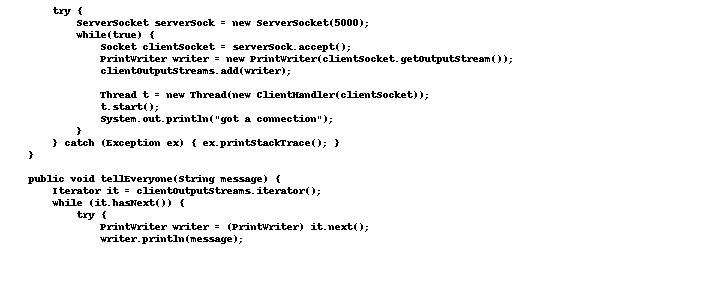 try {
ServerSocket serverSock = new ServerSocket(5000);
while(true) {
Socket clientSocket = serverSock.accept();
PrintWriter writer = new PrintWriter(clientSocket.getOutputStream());
clientOutputStreams.add(writer);
Thread t = new Thread(new ClientHandler(clientSocket));
t.start();
System.out.println("got a connection");
}
} catch (Exception ex) { ex.printStackTrace(); }
}
public void tellEveryone(String message) {
Iterator it = clientOutputStreams.iterator();
while (it.hasNext()) {
try {
PrintWriter writer = (PrintWriter) it.next();
writer.println(message);